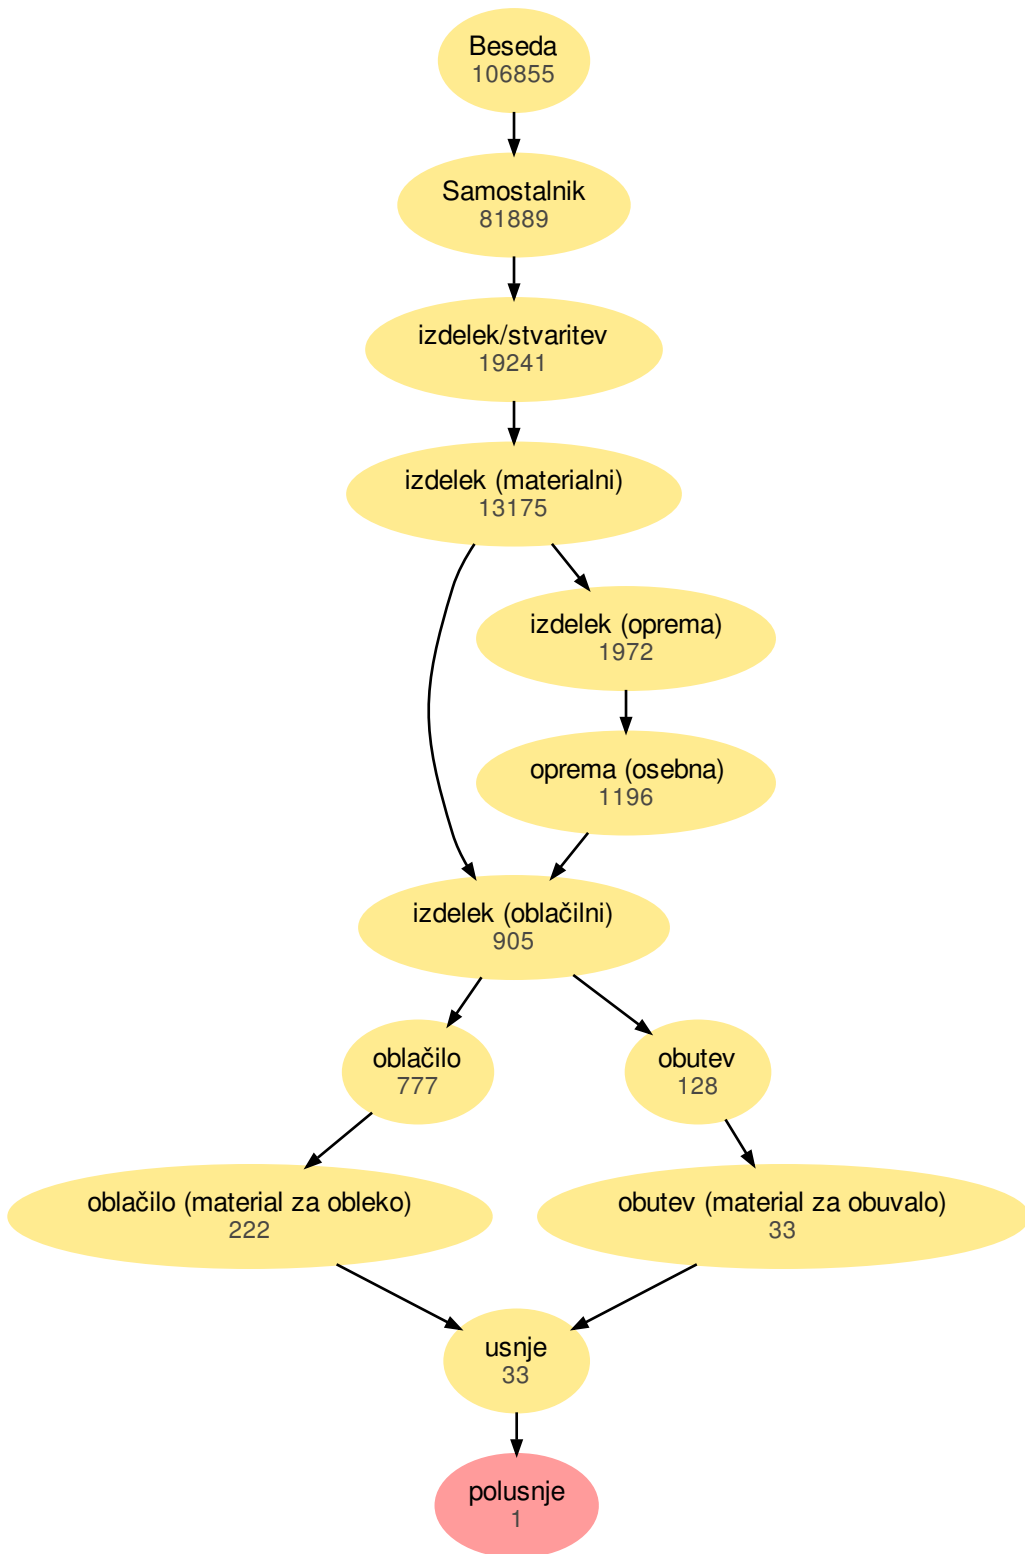 Beseda
106855
Samostalnik
81889
izdelek/stvaritev
19241
izdelek (materialni)
13175
izdelek (oprema)
1972
oprema (osebna)
1196
izdelek (oblačilni)
905
oblačilo
777
obutev
128
oblačilo (material za obleko)
222
obutev (material za obuvalo)
33
usnje
33
polusnje
1